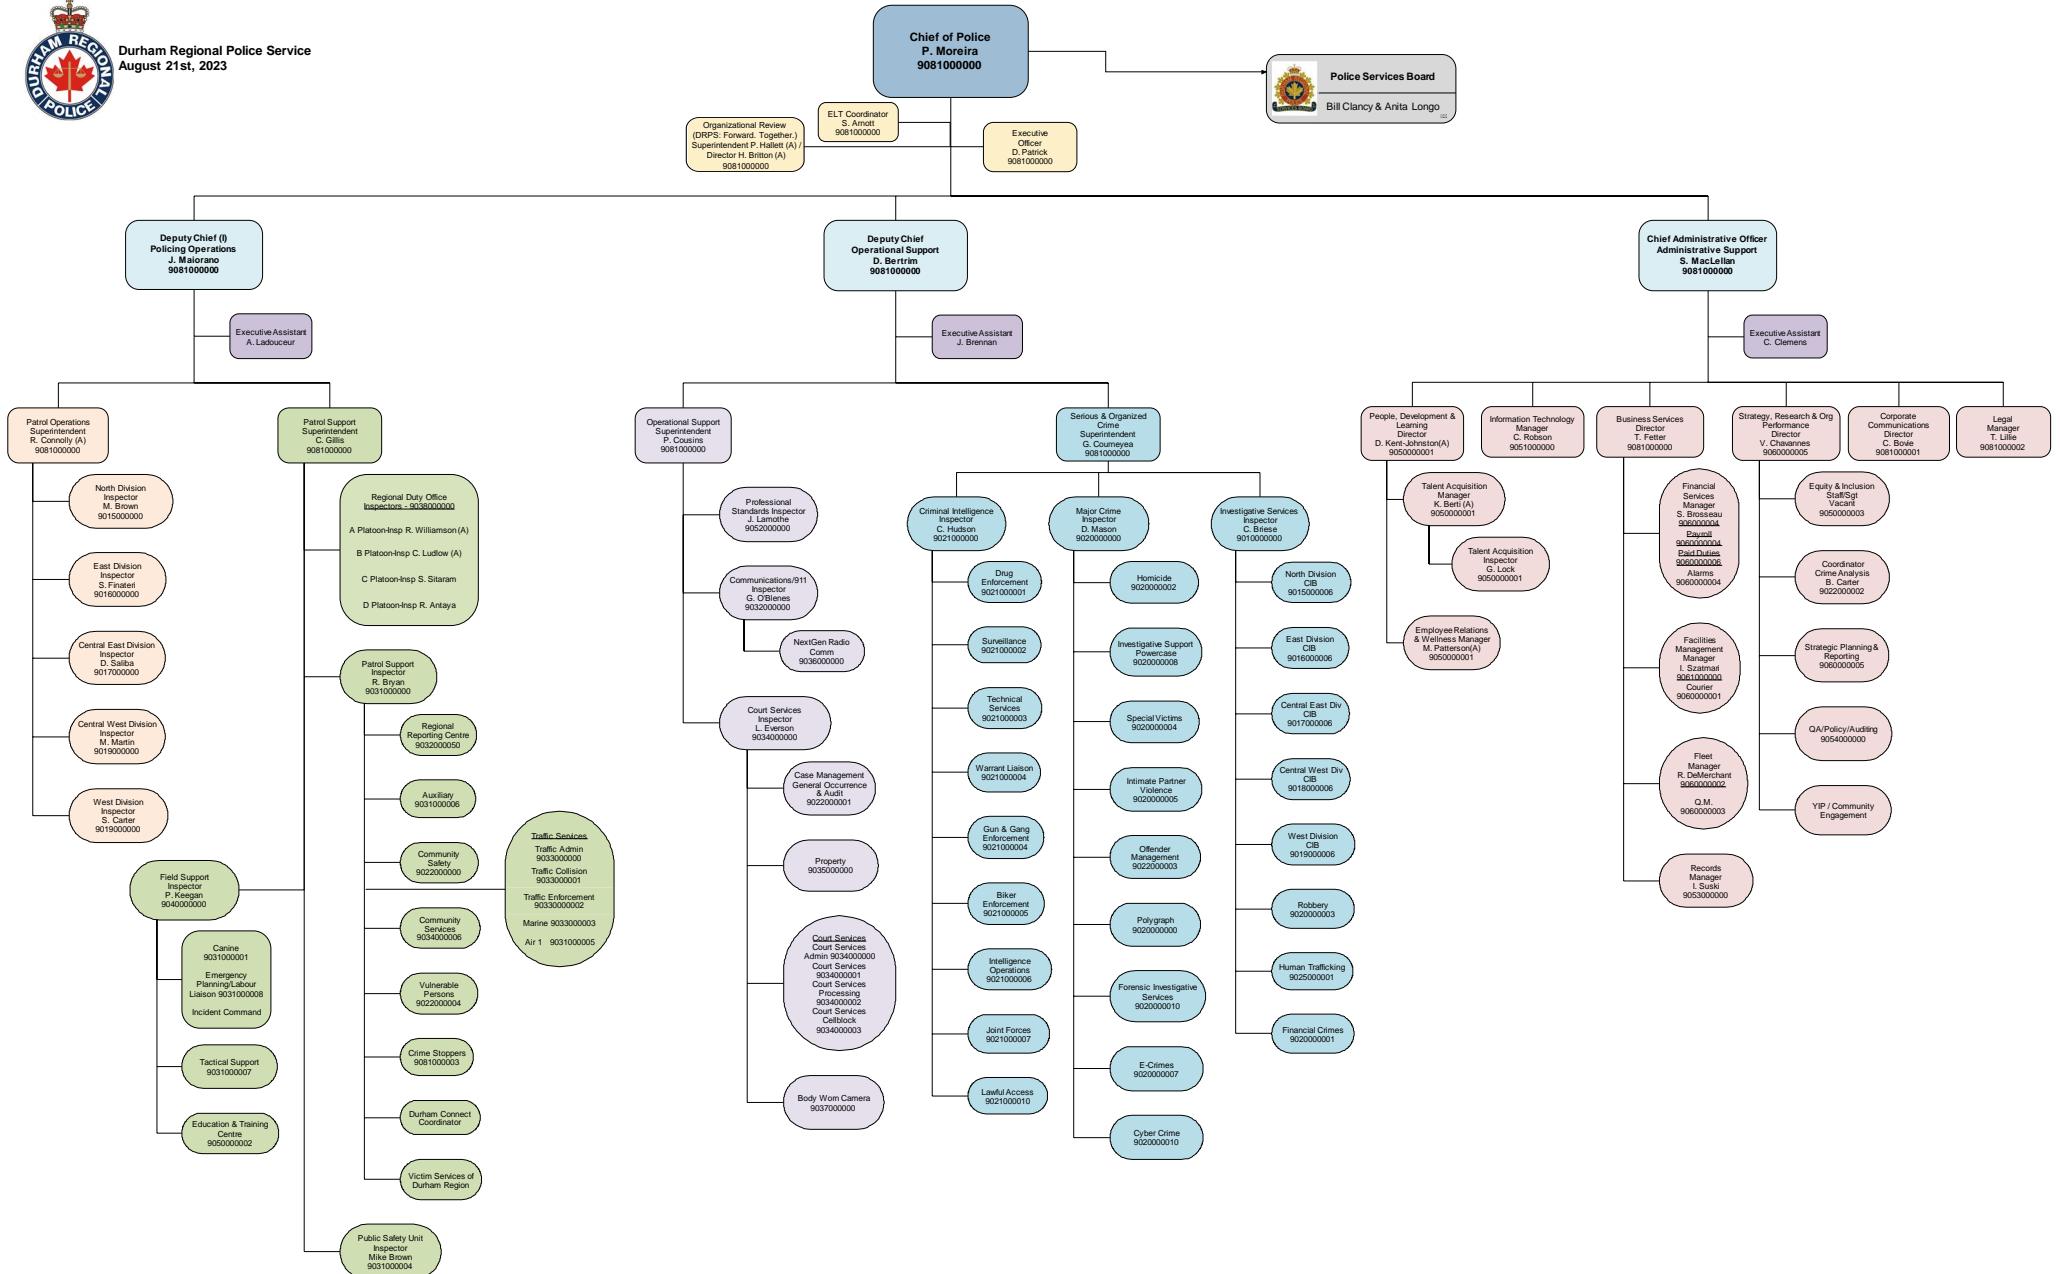 DURHAM REGIONAL
POLICE
Durham Regional Police Service
August 21st, 2023
Chief of Police
P. Moreira
9081000000
Police Services Board
Bill Clancy & Anita Longo
ELT Coordinator
S. Arnott
9081000000
Organizational Review
(DRPS: Forward. Together.)
Superintendent P. Hallett (A) /
Director H. Britton (A)
9081000000
Executive
Officer
D. Patrick
9081000000
Deputy Chief (I)
Policing Operations
J. Maiorano
9081000000
Deputy Chief
Operational Support
D. Bertrim
9081000000
Chief Administrative Officer
Administrative Support
S. MacLellan
9081000000
Executive Assistant
A. Ladouceur
Executive Assistant
J. Brennan
Executive Assistant
C. Clemens
Patrol Operations
Superintendent
R. Connolly (A)
9081000000
North Division
Inspector
M. Brown
9015000000
East Division
Inspector
S. Finateri
9016000000
Central East Division
Inspector
D. Saliba
9017000000
Central West Division
Inspector
M. Martin
9019000000
West Division
Inspector
S. Carter
9019000000
Patrol Support
Superintendent
C. Gillis
9081000000
Regional Duty Office
Inspectors - 9038000000
A Platoon-Insp R. Williamson (A)
B Platoon-Insp C. Ludlow (A)
C Platoon-Insp S. Sitaram
D Platoon-Insp R. Antaya
Patrol Support
Inspector
R. Bryan
9031000000
Regional
Reporting Centre
9032000050
Auxiliary
9031000006
Community
Safety
9022000000
Traffic Services
Traffic Admin
9033000000
Traffic Collision
9033000001
Traffic Enforcement
90330000002
Marine 9033000003
Air 1 9031000005
Community
Services
9034000006
Vulnerable
Persons
9022000004
Crime Stoppers
9081000003
Durham Connect
Coordinator
Victim Services of
Durham Region
Field Support
Inspector
P. Keegan
9040000000
Canine
9031000001
Emergency
Planning/Labour
Liaison 9031000008
Incident Command
Tactical Support
9031000007
Education & Training
Centre
9050000002
Public Safety Unit
Inspector
Mike Brown
9031000004
Operational Support
Superintendent
P. Cousins
9081000000
Professional
Standards Inspector
J. Lamothe
9052000000
Communications/911
Inspector
G. O'Blenes
9032000000
NextGen Radio
Comm
9036000000
Court Services
Inspector
L. Everson
9034000000
Case Management
General Occurrence
& Audit
9022000001
Property
9035000000
Court Services
Court Services
Admin 9034000000
Court Services
9034000001
Court Services
Processing
9034000002
Court Services
Cellblock
9034000003
Body Worn Camera
9037000000
Serious & Organized
Crime
Superintendent
G. Courneyea
9081000000
Criminal Intelligence
Inspector
C. Hudson
9021000000
Drug
Enforcement
9021000001
Surveillance
9021000002
Technical
Services
9021000003
Warrant Liaison
9021000004
Gun & Gang
Enforcement
9021000004
Biker
Enforcement
9021000005
Intelligence
Operations
9021000006
Joint Forces
9021000007
Lawful Access
9021000010
Major Crime
Inspector
D. Mason
9020000000
Homicide
9020000002
Investigative Support
Powercase
9020000008
Special Victims
9020000004
Intimate Partner
Violence
9020000005
Offender
Management
9022000003
Polygraph
9020000000
Forensic Investigative
Services
9020000010
E-Crimes
9020000007
Cyber Crime
9020000010
Investigative Services
Inspector
C. Briese
9010000000
North Division
CIB
9015000006
East Division
CIB
9016000006
Central East Div
CIB
9017000006
Central West Div
CIB
9018000006
West Division
CIB
9019000006
Robbery
9020000003
Human Trafficking
9025000001
Financial Crimes
9020000001
People, Development &
Learning
Director
D. Kent-Johnston(A)
9050000001
Talent Acquisition
Manager
K. Berti (A)
9050000001
Talent Acquisition
Inspector
G. Lock
9050000001
Employee Relations
& Wellness Manager
M. Patterson(A)
9050000001
Information Technology
Manager
C. Robson
9051000000
Business Services
Director
T. Fetter
9081000000
Financial
Services
Manager
S. Brosseau
906000004
Payroll
9060000004
Paid Duties
9060000006
Alarms
9060000004
Facilities
Management
Manager
I. Szatmari
9061000000
Courier
9060000001
Fleet
Manager
R. DeMerchant
9060000002
Q.M.
9060000003
Records
Manager
I. Suski
9053000000
Strategy, Research & Org
Performance
Director
V. Chavannes
9060000005
Equity & Inclusion
Staff/Sgt
Vacant
9050000003
Coordinator
Crime Analysis
B. Carter
9022000002
Strategic Planning &
Reporting
9060000005
QA/Policy/Auditing
9054000000
YIP / Community
Engagement
Corporate
Communications
Director
C. Bovie
9081000001
Legal
Manager
T. Lillie
9081000002